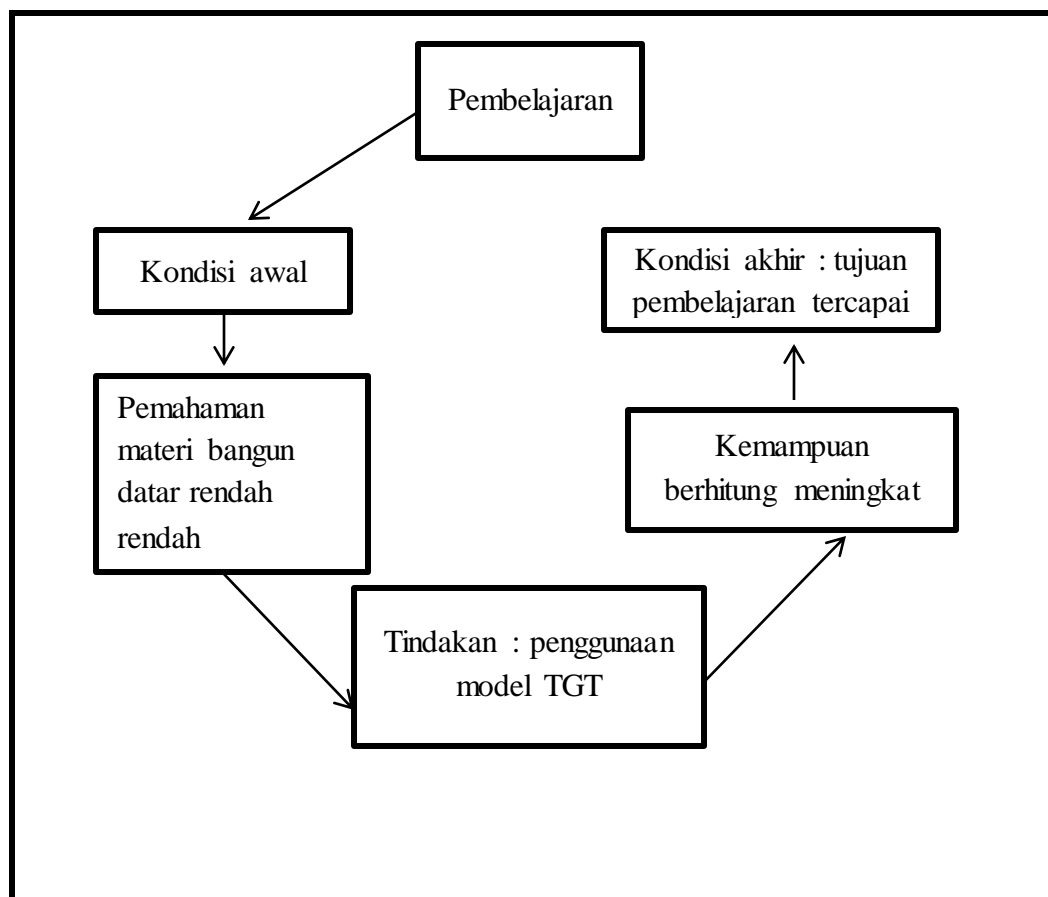 Pembelajaran
Kondisi awal
Pemahaman
materi bangun
datar rendah
rendah
Tindakan : penggunaan
model TGT
Kemampuan
berhitung meningkat
Kondisi akhir : tujuan
pembelajaran tercapai